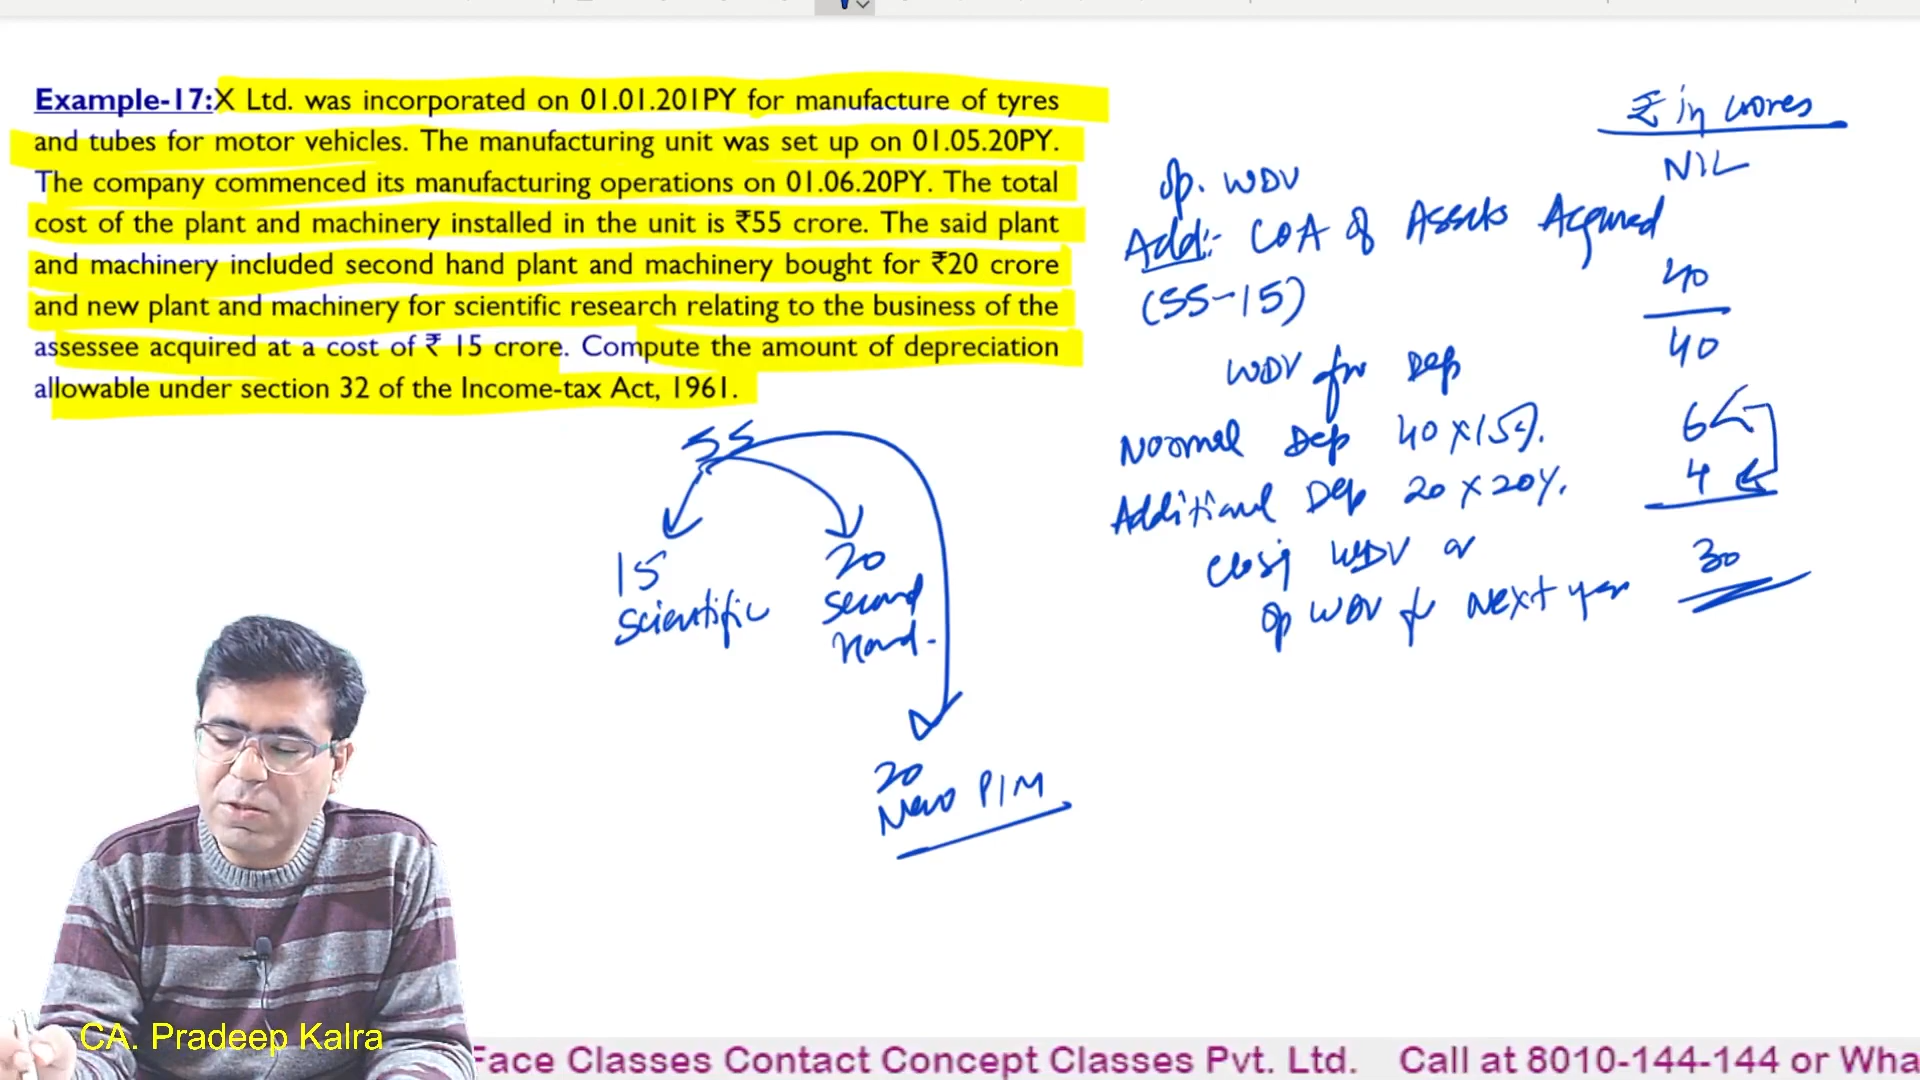 Example-17:X Ltd. was incorporated on 01.01.201PY for manufacture of tyres
and tubes for motor vehicles. The manufacturing unit was set up on 01.05.20PY.
The company commenced its manufacturing operations on 01.06.20PY. The total
cost of the plant and machinery installed in the unit is ₹55 crore. The said plant
and machinery included second hand plant and machinery bought for ₹20 crore
and new plant and machinery for scientific research relating to the business of the
assessee acquired at a cost of ₹ 15 crore. Compute the amount of depreciation
allowable under section 32 of the Income-tax Act, 1961.
55
15
Scientific
20
Second
Hand.
20
New P/M
₹ in crores
Op. WDV NIL
Add:- COA of Assets Acquired
(55-15) 40
40
WDV for Dep
Normal Dep 40 X 15%. 6
Additional Dep 20 X 20%. 4
Closing WDV or 30
Op WDV for Next year
CA. Pradeep Kalra
Face Classes Contact Concept Classes Pvt. Ltd. Call at 8010-144-144 or Wha